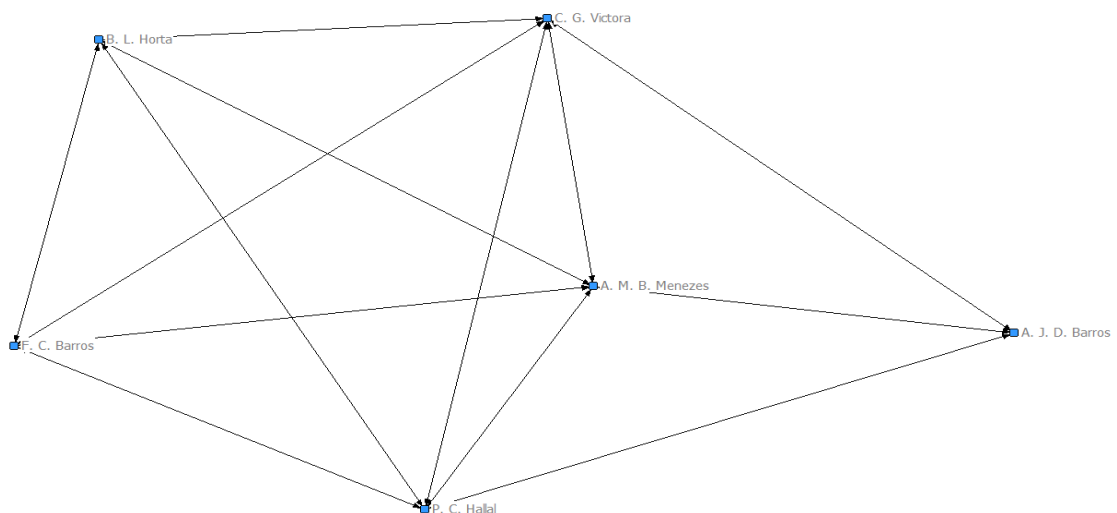 C. G. Victora
B. L. Horta
A. M. B. Menezes
A. J. D. Barros
F. C. Barros
P. C. Hallal